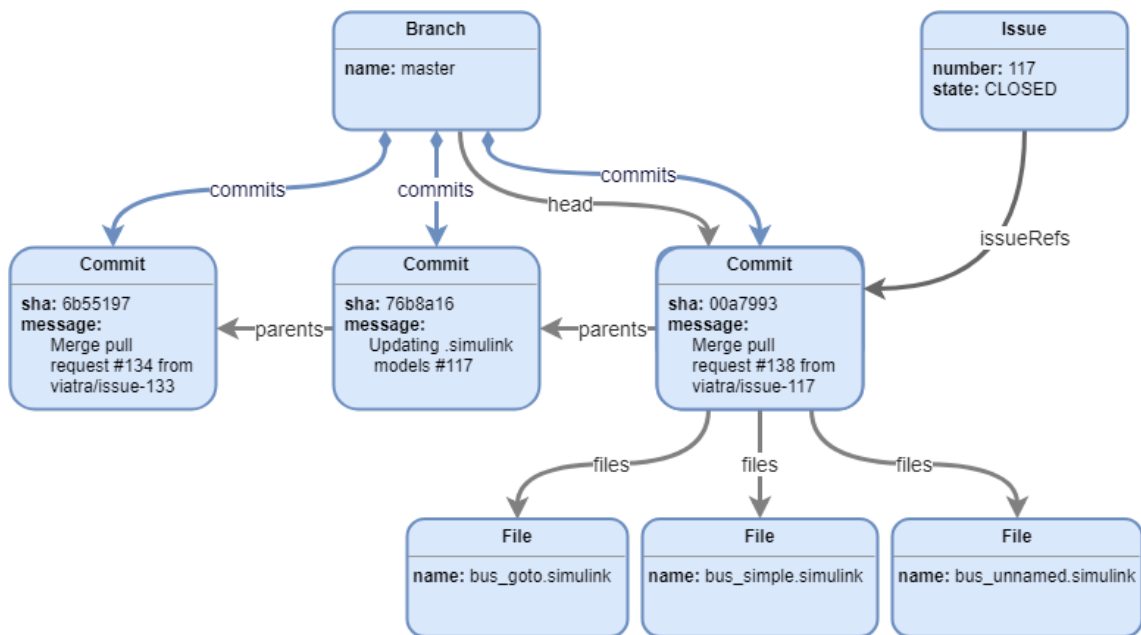 Branch
name: master
Issue
number: 117
state: CLOSED
commits
commits
head
commits
issueRefs
Commit
sha: 6b55197
message:
Merge pull
request #134 from
viatra/issue-133
parents
Commit
sha: 76b8a16
message:
Updating .simulink
models #117
parents
Commit
sha: 00a7993
message:
Merge pull
request #138 from
viatra/issue-117
files
files
files
File
name: bus_goto.simulink
File
name: bus_simple.simulink
File
name: bus_unnamed.simulink